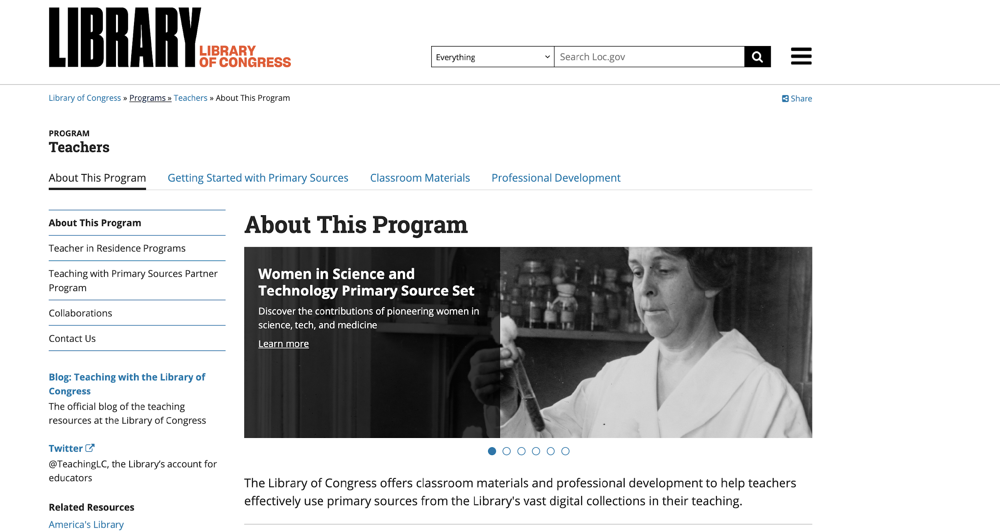 LIBRARY
LIBRARY
OF CONGRESS
Everything
Search Loc.gov
Library of Congress » Programs » Teachers » About This Program
Share
PROGRAM
Teachers
About This Program
Getting Started with Primary Sources
Classroom Materials
Professional Development
About This Program
Teacher in Residence Programs
Teaching with Primary Sources Partner
Program
Collaborations
Contact Us
Blog: Teaching with the Library of
Congress
The official blog of the teaching
resources at the Library of Congress
Twitter
@TeachingLC, the Library’s account for
educators
Related Resources
America's Library
About This Program
Women in Science and
Technology Primary Source Set
Discover the contributions of pioneering women in
science, tech, and medicine
Learn more
The Library of Congress offers classroom materials and professional development to help teachers
effectively use primary sources from the Library's vast digital collections in their teaching.